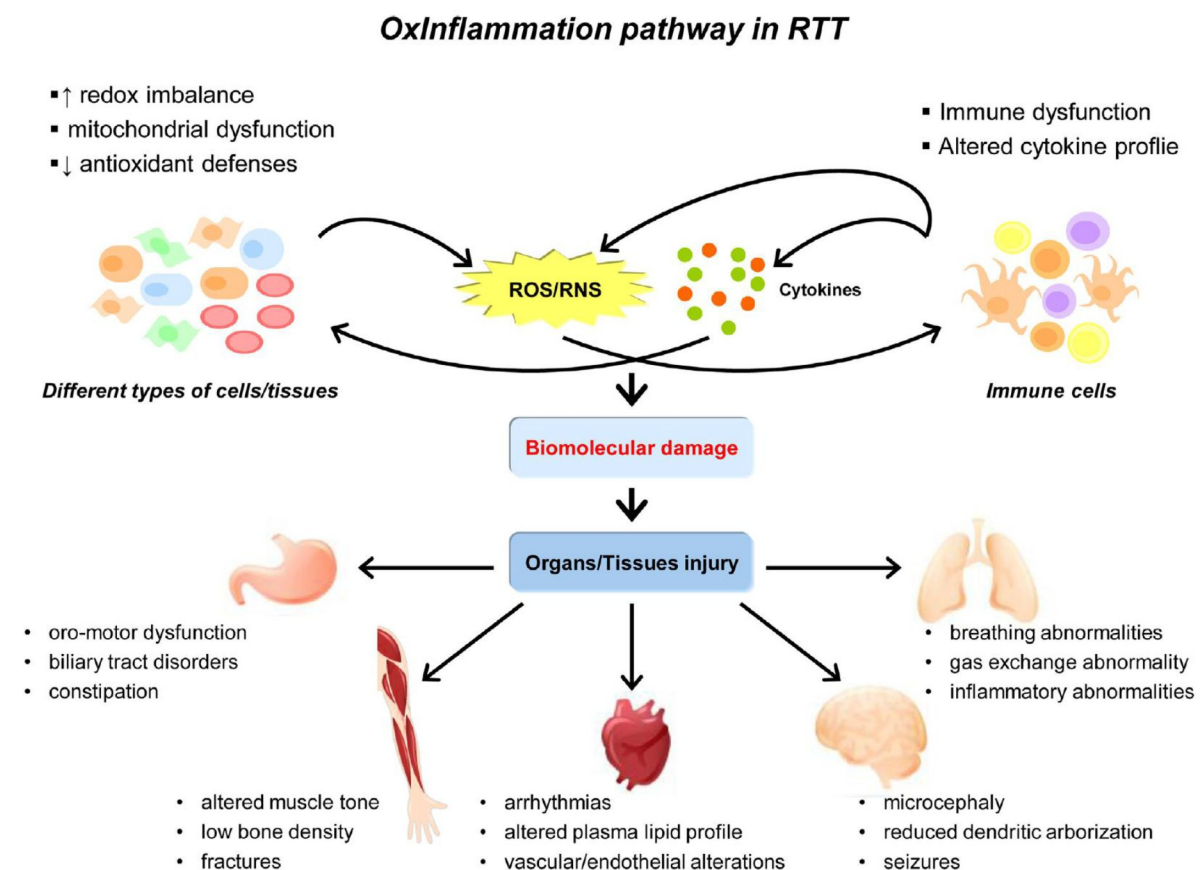 OxInflammation pathway in RTT
▪↑ redox imbalance
▪ mitochondrial dysfunction
▪↓ antioxidant defenses
▪ Immune dysfunction
▪ Altered cytokine proflie
ROS/RNS
Cytokines
Different types of cells/tissues
Immune cells
Biomolecular damage
Organs/Tissues injury
• oro-motor dysfunction
• biliary tract disorders
• constipation
• breathing abnormalities
• gas exchange abnormality
• inflammatory abnormalities
• altered muscle tone
• low bone density
• fractures
• arrhythmias
• altered plasma lipid profile
• vascular/endothelial alterations
• microcephaly
• reduced dendritic arborization
• seizures